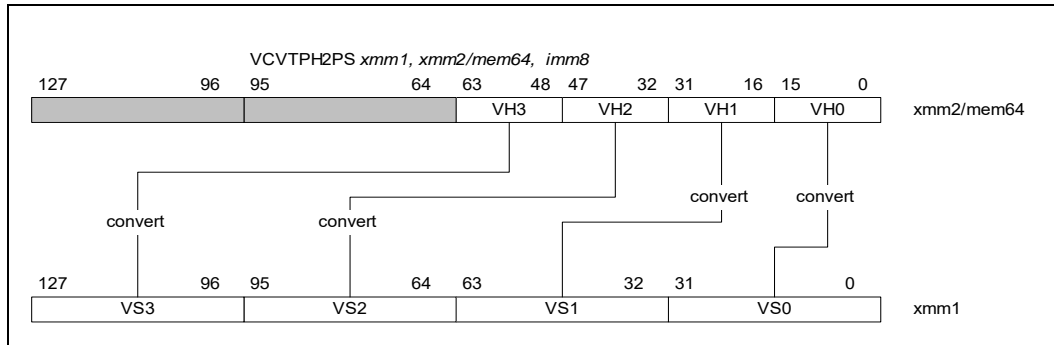 VCVTPH2PS xmm1, xmm2/mem64, imm8
127 96 95 64 63 48 47 32 31 16 15 0
VH3 VH2 VH1 VH0 xmm2/mem64
convert convert convert convert
127 96 95 64 63 32 31 0
VS3 VS2 VS1 VS0 xmm1